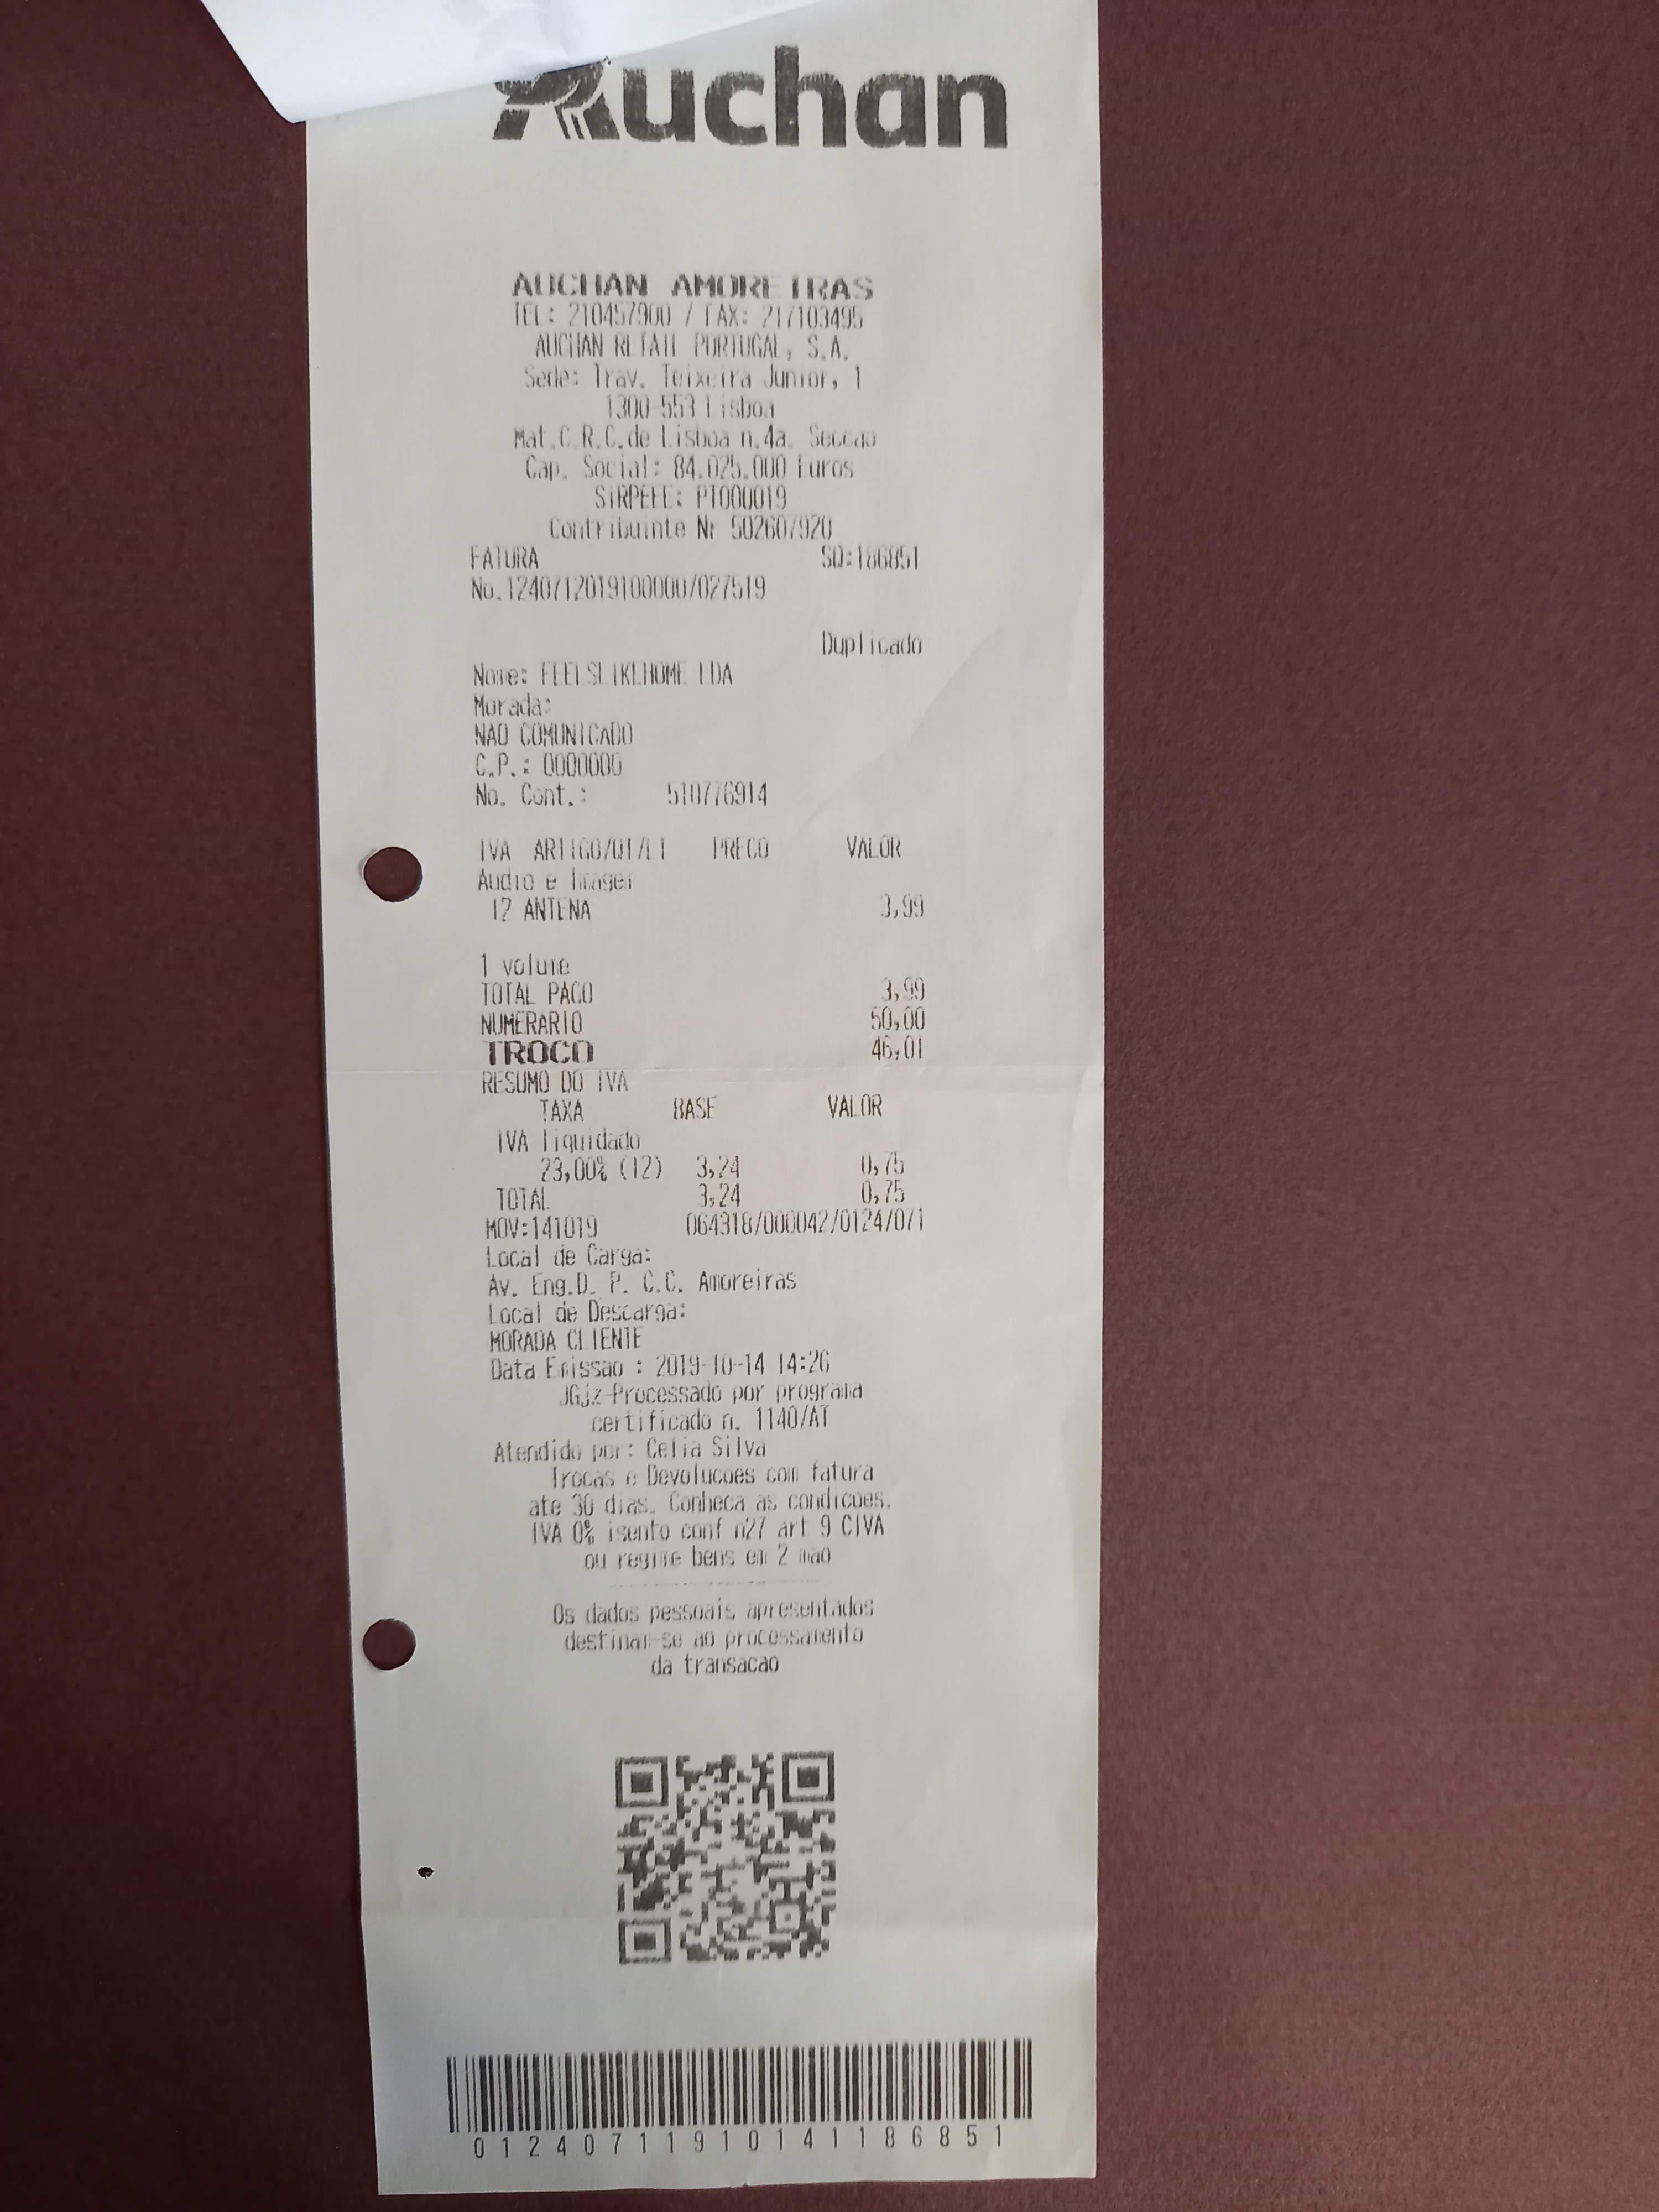 Auchan
AUCHAN AMOREIRAS
TEL: 210457900 / FAX: 217103495
AUCHAN RETAIL PORTUGAL, S.A.
Sede: Trav. Teixeira Junior, 1
1300-553 Lisboa
Mat.C.R.C.de Lisboa n.4a. Seccao
Cap. Social: 84.025.000 Euros
SIRPEEE: PT000019
Contribuinte Nr 502607920
FATURA SQ:186851
No.1240712019100000/027519
Duplicado
Nome: FEELSLIKEHOME LDA
Morada:
NAO COMUNICADO
C.P.: 0000000
No. Cont.: 510776914
IVA ARTIGO/QT/LT PRECO VALOR
Audio e Imagem
12 ANTENA 3,99
1 volume
TOTAL PAGO 3,99
NUMERARIO 50,00
TROCO 46,01
RESUMO DO IVA
TAXA BASE VALOR
IVA liquidado
23,00% (12) 3,24 0,75
TOTAL 3,24 0,75
MOV:141019 064318/000042/0124/071
Local de Carga:
Av. Eng.D. P. C.C. Amoreiras
Local de Descarga:
MORADA CLIENTE
Data Emissao : 2019-10-14 14:26
JGjz-Processado por programa
certificado n. 1140/AT
Atendido por: Celia Silva
Trocas e Devolucoes com fatura
ate 30 dias. Conheca as condicoes.
IVA 0% isento conf n27 art 9 CIVA
ou regime bens em 2 mao
Os dados pessoais apresentados
destinam-se ao processamento
da transacao
01240711910141186851